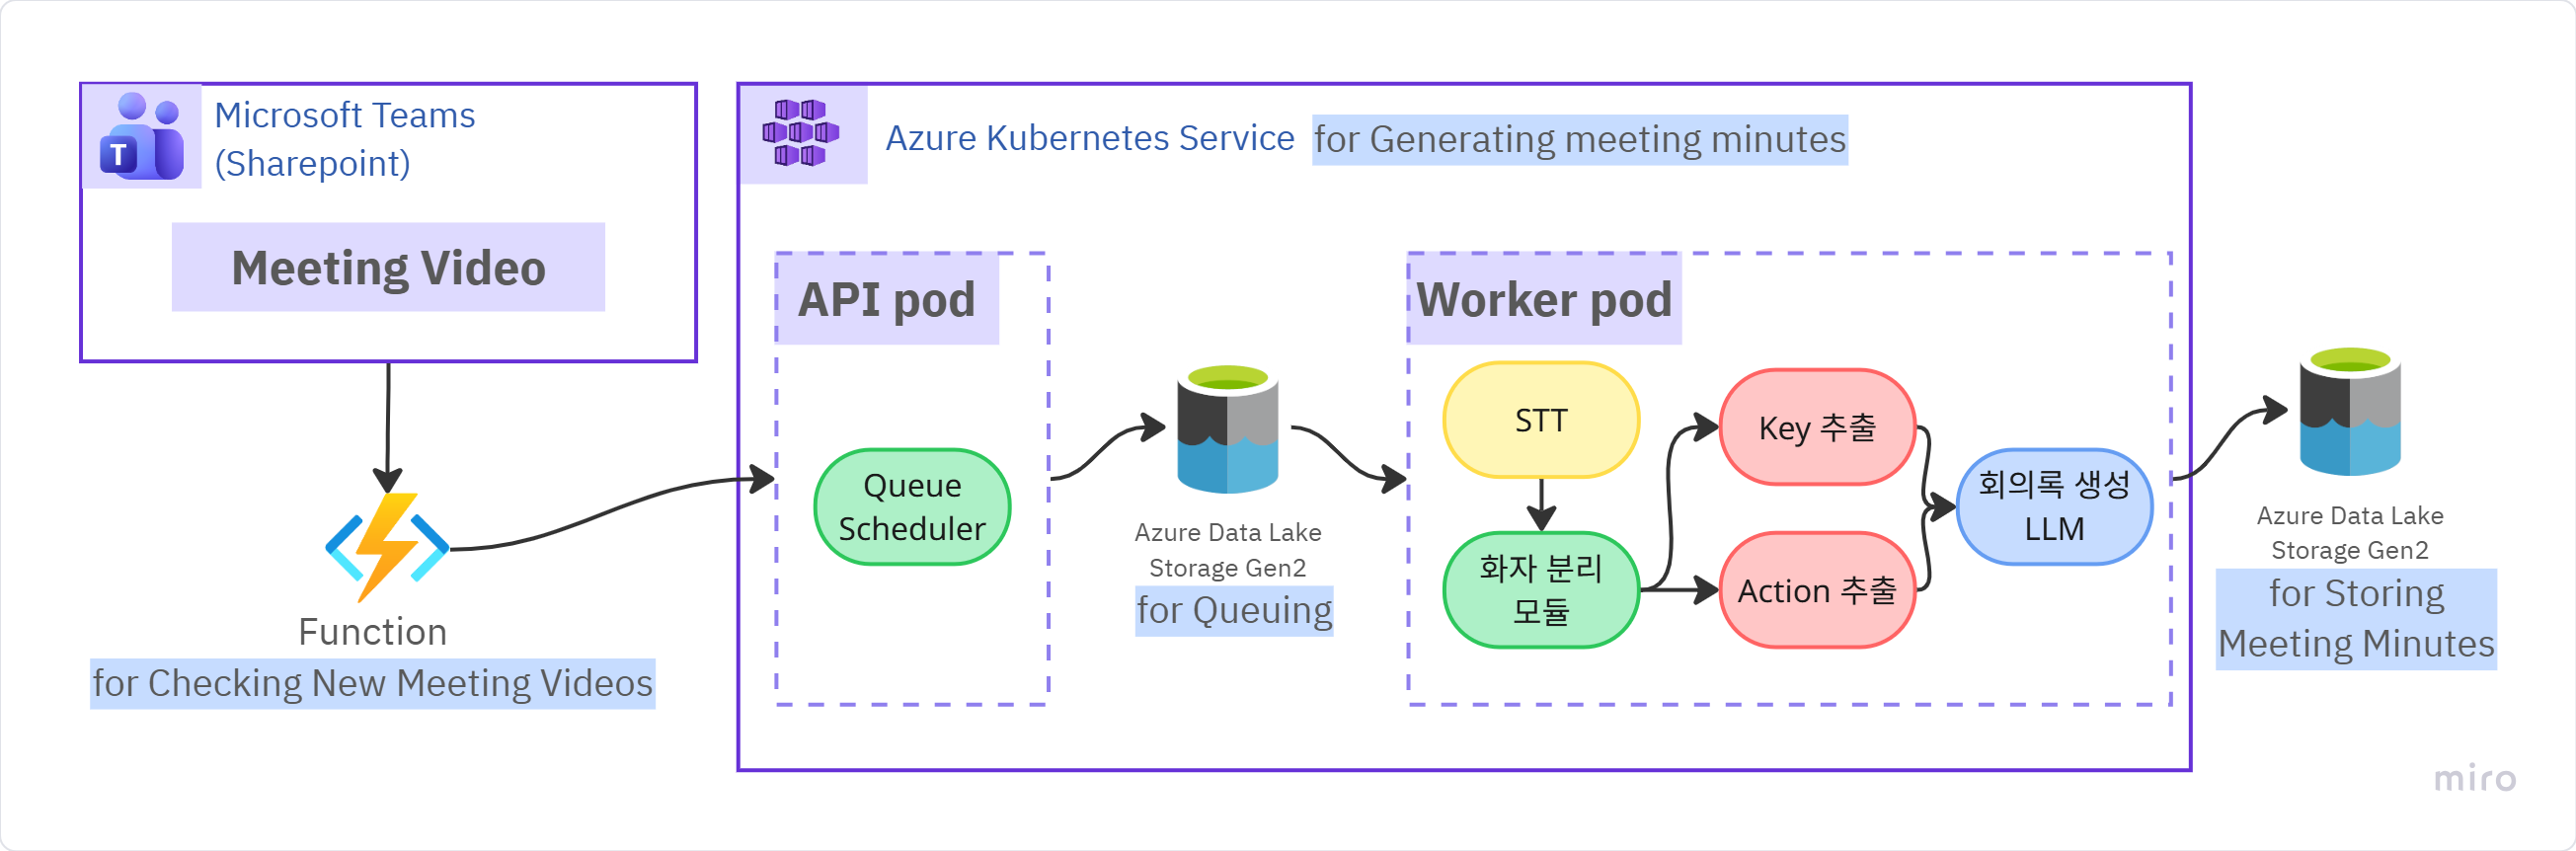 Microsoft Teams
(Sharepoint)
T
Meeting Video
Function
for Checking New Meeting Videos
Azure Kubernetes Service for Generating meeting minutes
API pod
Queue
Scheduler
Azure Data Lake
Storage Gen2
for Queuing
Worker pod
STT
화자 분리
모듈
Key 추출
Action 추출
회의록 생성
LLM
Azure Data Lake
Storage Gen2
for Storing
Meeting Minutes
miro